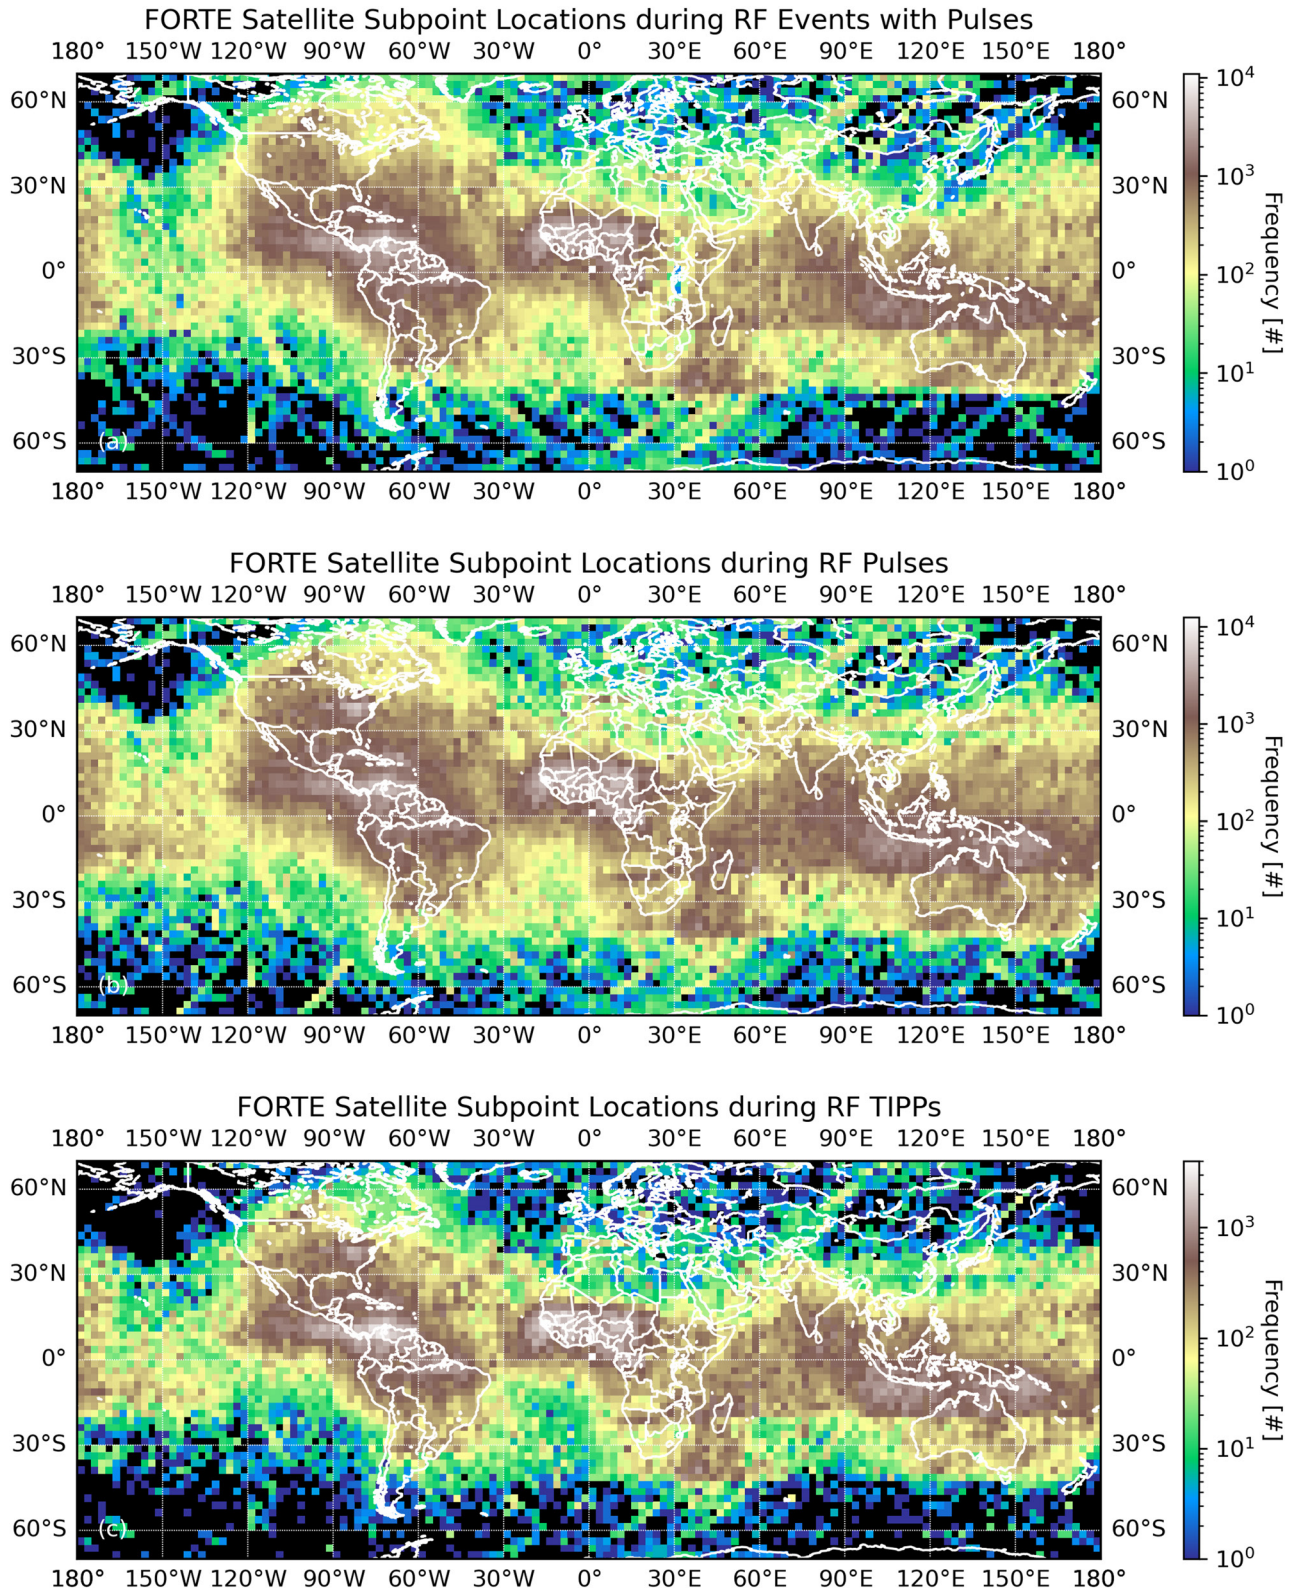 FORTE Satellite Subpoint Locations during RF Events with Pulses
180° 150°W 120°W 90°W 60°W 30°W 0° 30°E 60°E 90°E 120°E 150°E 180°
60°N 60°N 10⁴
30°N 30°N 10³
0° 0° 10²
30°S 30°S 10¹
60°S (a) 60°S 10⁰
Frequency [#]
180° 150°W 120°W 90°W 60°W 30°W 0° 30°E 60°E 90°E 120°E 150°E 180°
FORTE Satellite Subpoint Locations during RF Pulses
180° 150°W 120°W 90°W 60°W 30°W 0° 30°E 60°E 90°E 120°E 150°E 180°
60°N 60°N 10⁴
30°N 30°N 10³
0° 0° 10²
30°S 30°S 10¹
60°S (b) 60°S 10⁰
Frequency [#]
180° 150°W 120°W 90°W 60°W 30°W 0° 30°E 60°E 90°E 120°E 150°E 180°
FORTE Satellite Subpoint Locations during RF TIPPs
180° 150°W 120°W 90°W 60°W 30°W 0° 30°E 60°E 90°E 120°E 150°E 180°
60°N 60°N
30°N 30°N 10³
0° 0° 10²
30°S 30°S 10¹
60°S (c) 60°S 10⁰
Frequency [#]
180° 150°W 120°W 90°W 60°W 30°W 0° 30°E 60°E 90°E 120°E 150°E 180°